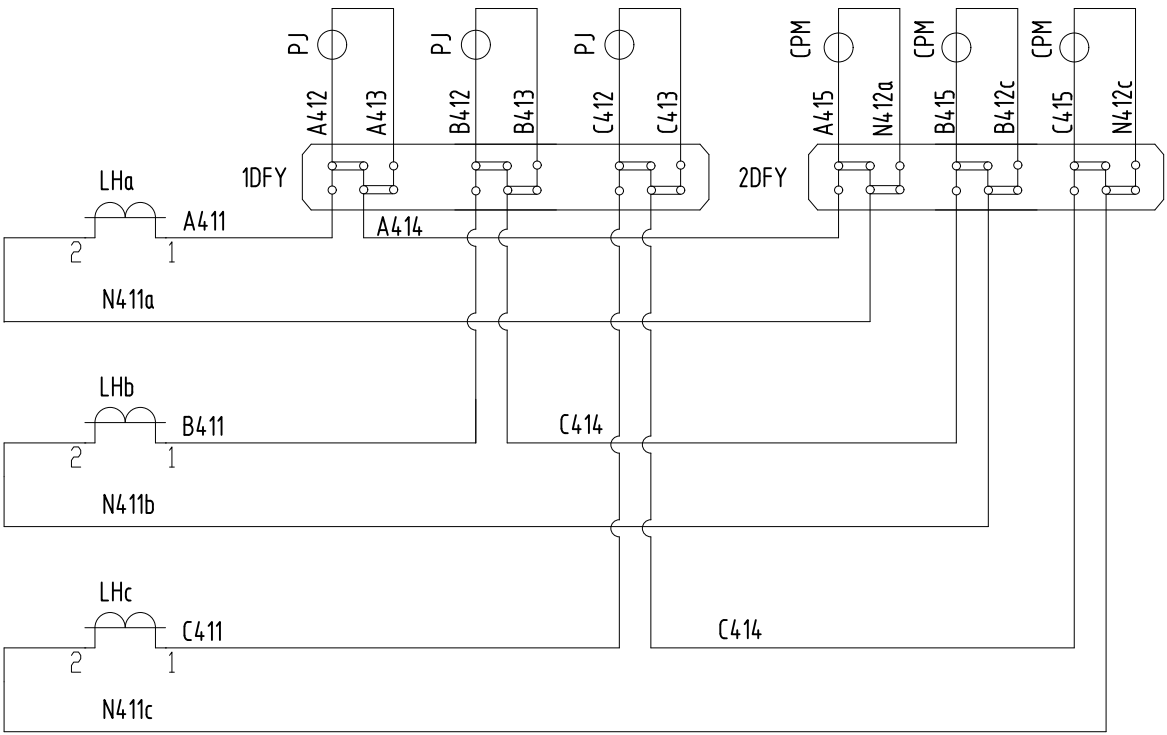 PJ
PJ
PJ
CPM
CPM
CPM
A412
A413
B412
B413
C412
C413
A415
N412a
B415
B412c
C415
N412c
1DFY
2DFY
LHa
A411
A414
2
1
N411a
LHb
B411
C414
2
1
N411b
LHc
C411
C414
2
1
N411c